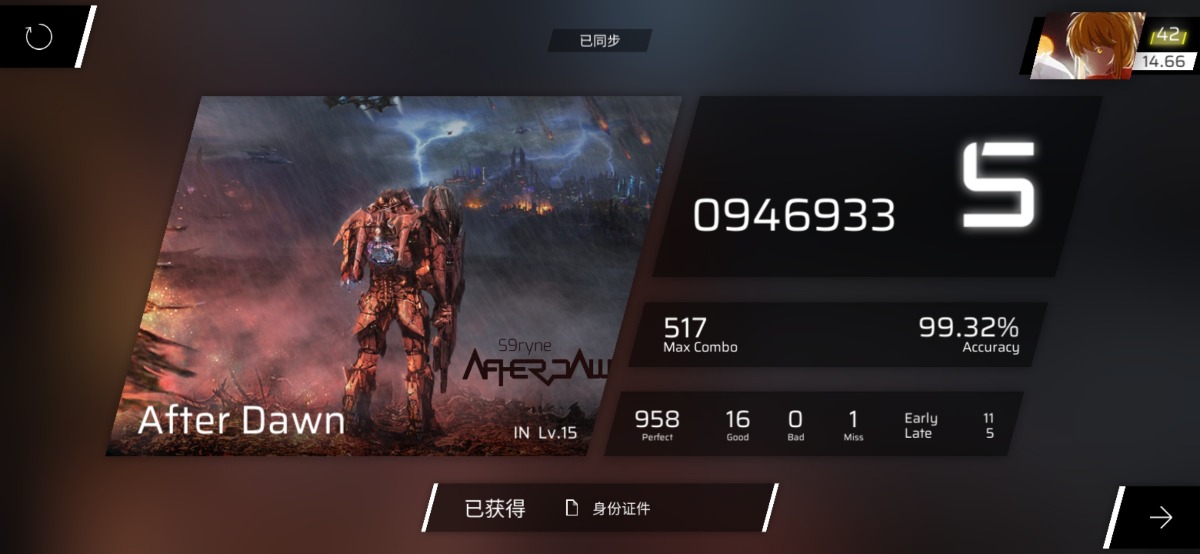 已同步
42
14.66
S
0946933
517
Max Combo
99.32%
Accuracy
S9ryne
AFTER DAW
After Dawn
IN Lv.15
958
Perfect
16
Good
0
Bad
1
Miss
Early 11
Late 5
已获得
身份证件